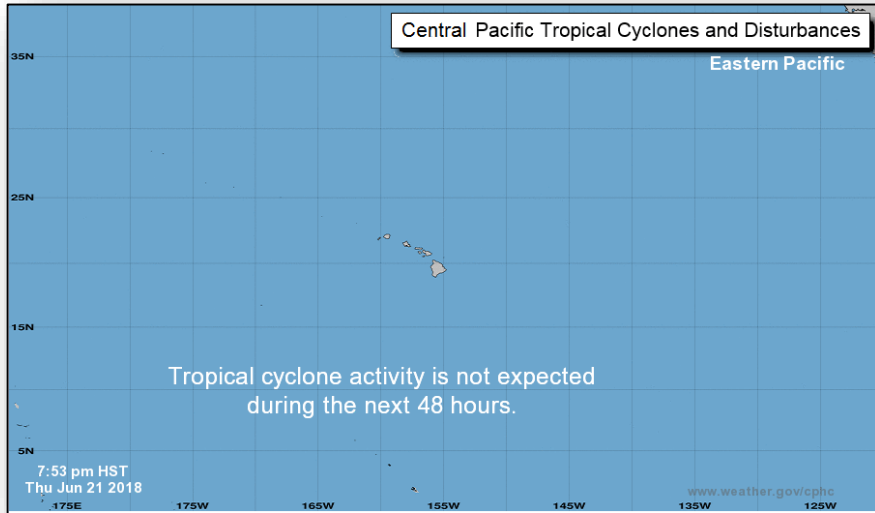 Central Pacific Tropical Cyclones and Disturbances
35N
Eastern Pacific
25N
15N
Tropical cyclone activity is not expected
during the next 48 hours.
5N
7:53 pm HST
Thu Jun 21 2018
www.weather.gov/cphc
175E
175W
165W
155W
145W
135W
125W